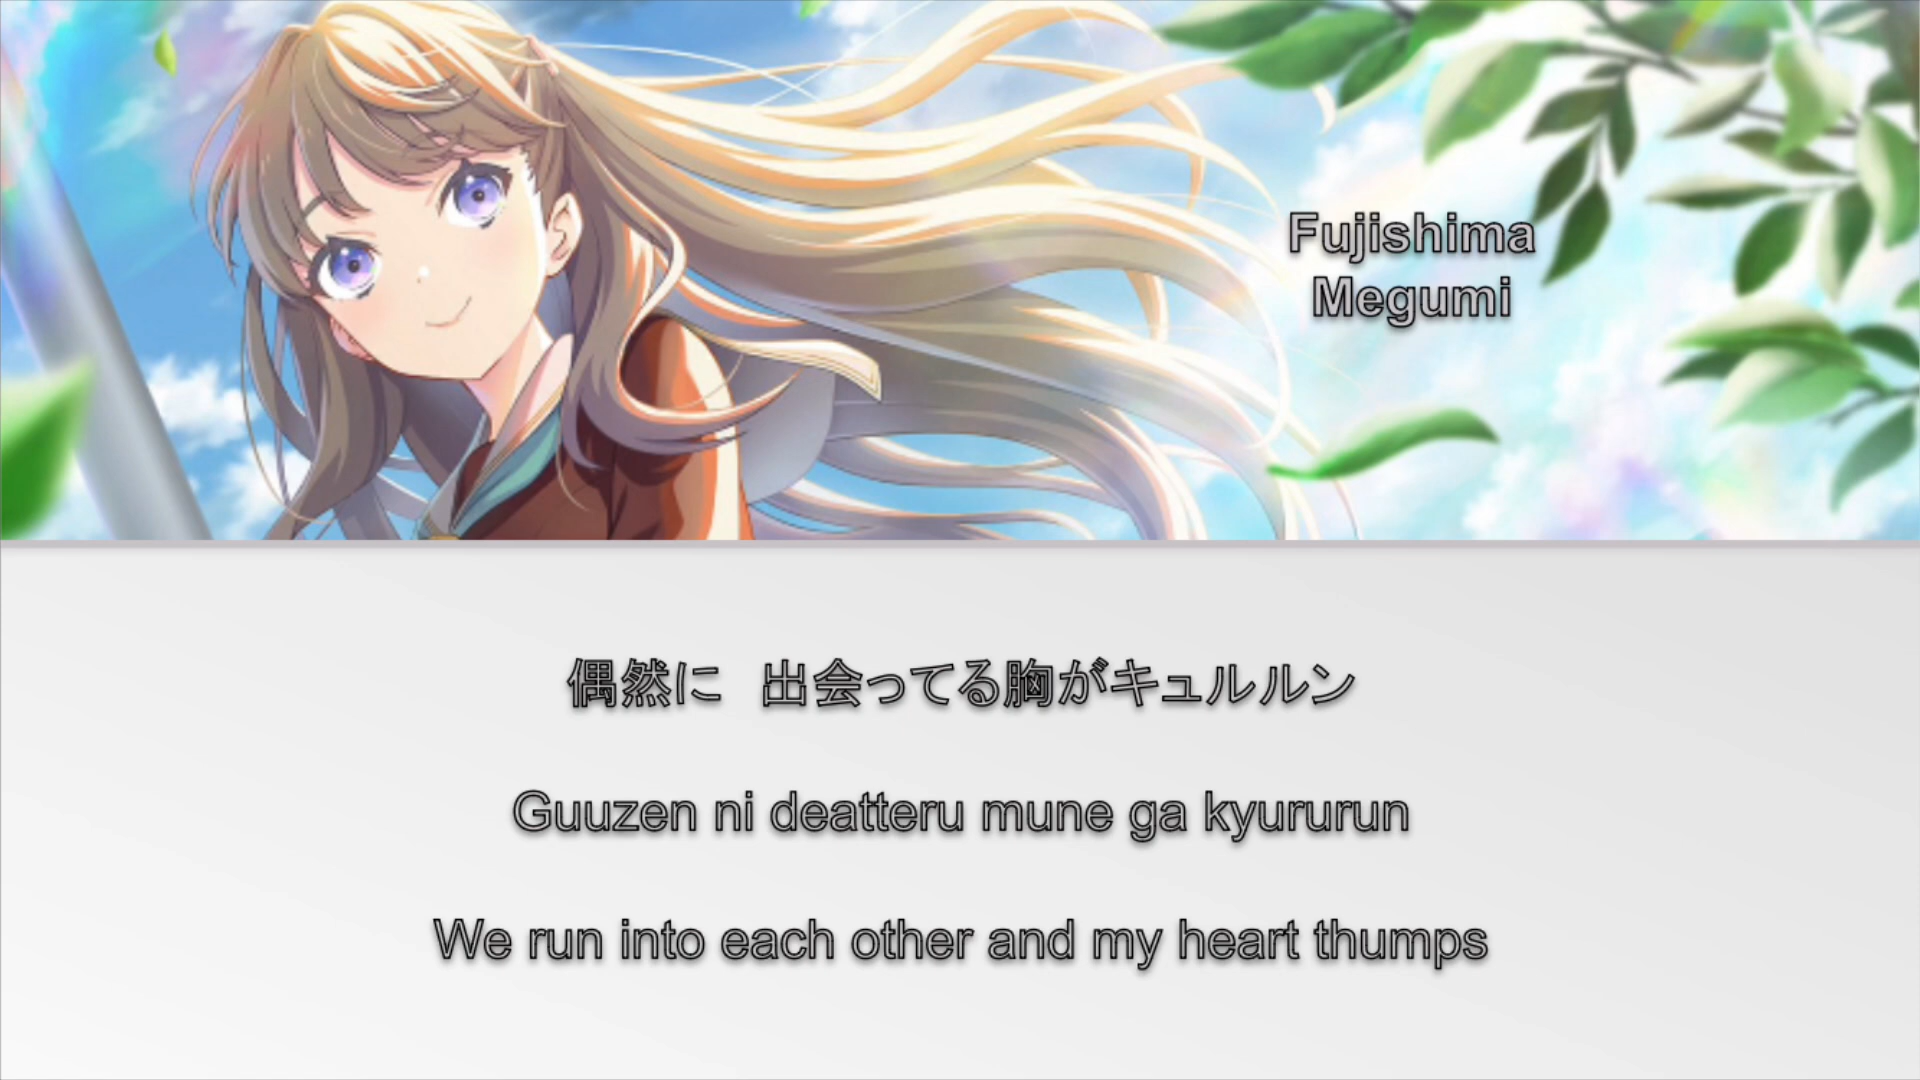 Fujishima
Megumi
偶然に　出会ってる胸がキュルルン
Guuzen ni deatteru mune ga kyururun
We run into each other and my heart thumps